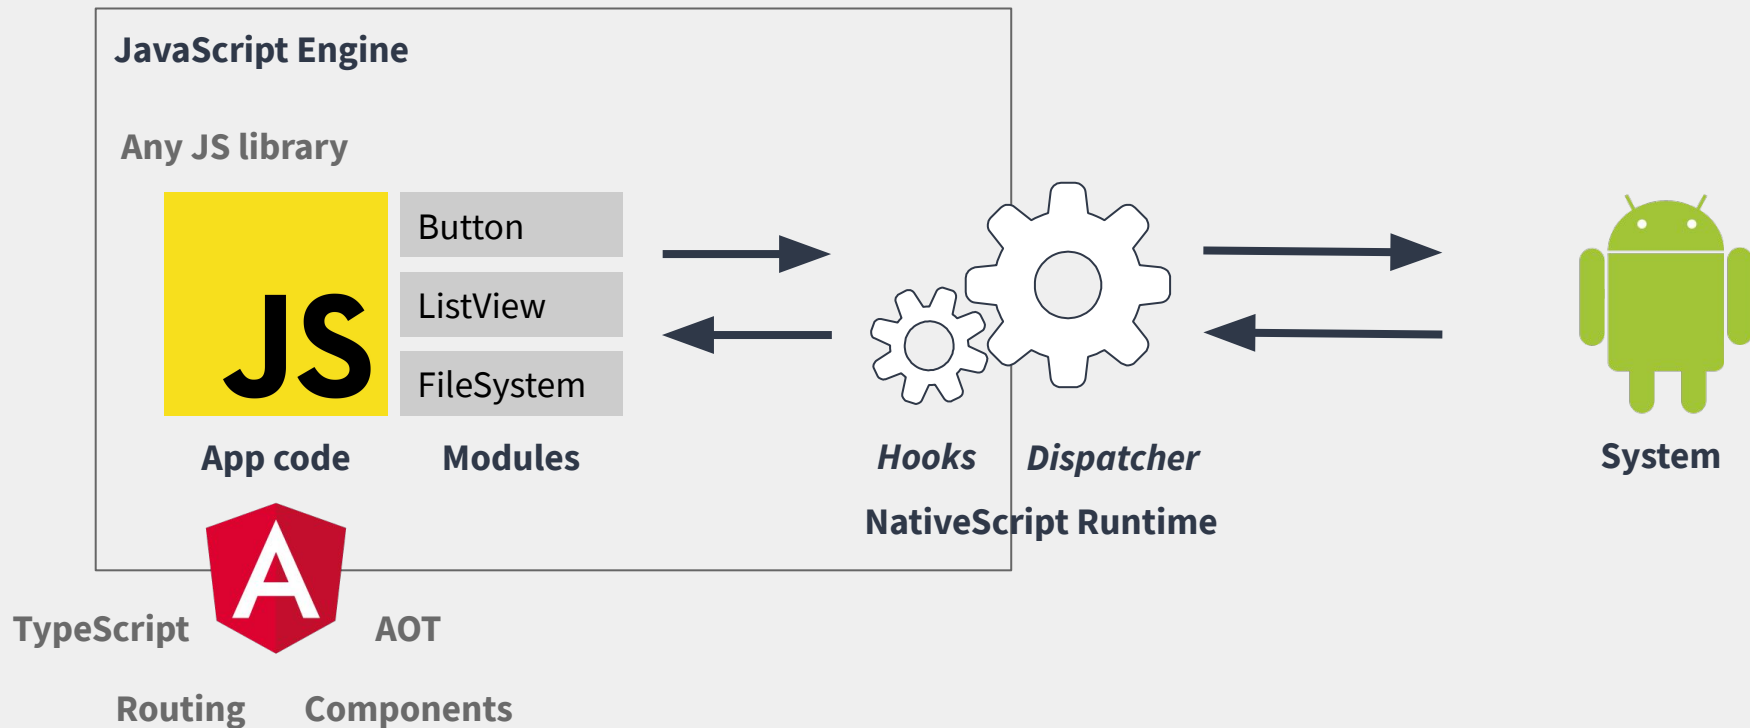 JavaScript Engine
Any JS library
JS
Button
ListView
FileSystem
App code
Modules
Hooks
Dispatcher
System
NativeScript Runtime
A
TypeScript
AOT
Routing
Components